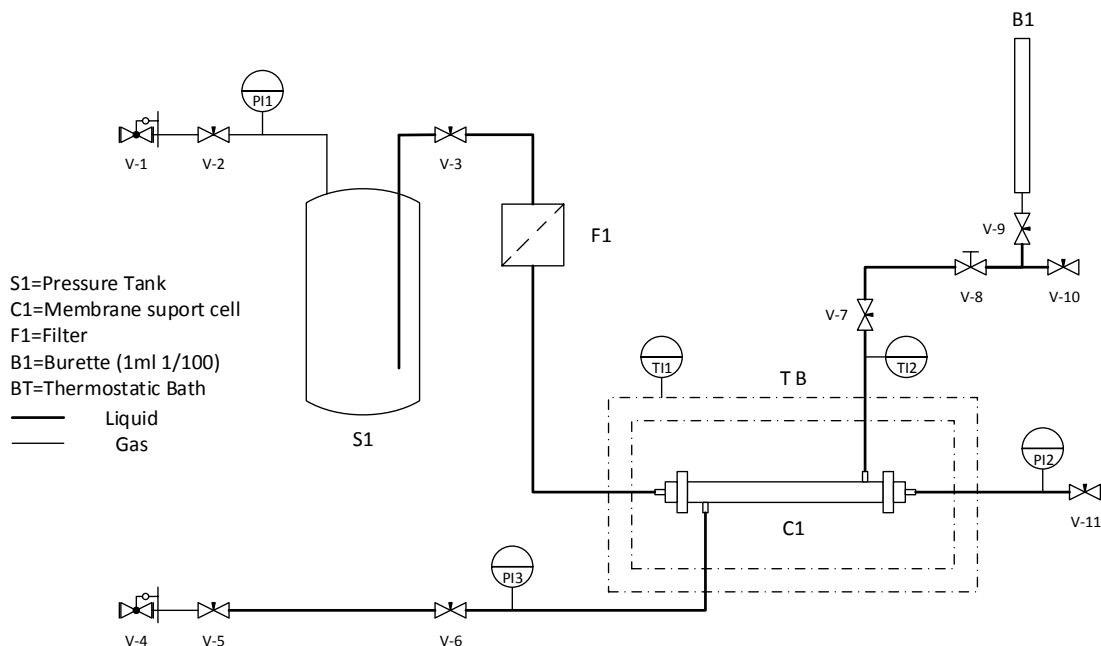 B1
PI1
V-1
V-2
V-3
V-9
F1
S1=Pressure Tank
C1=Membrane suport cell
F1=Filter
B1=Burette (1ml 1/100)
BT=Thermostatic Bath
Liquid
Gas
V-8
V-10
V-7
TI1
TI2
T B
S1
PI2
C1
V-11
PI3
V-4
V-5
V-6